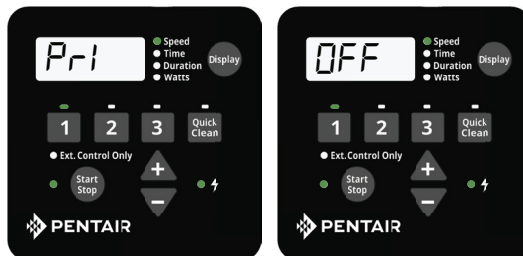 Pri
Speed
Time
Duration
Watts
Display
1
2
3
Quick
Clean
Ext. Control Only
Start
Stop
+
−
PENTAIR
OFF
Speed
Time
Duration
Watts
Display
1
2
3
Quick
Clean
Ext. Control Only
Start
Stop
+
−
PENTAIR